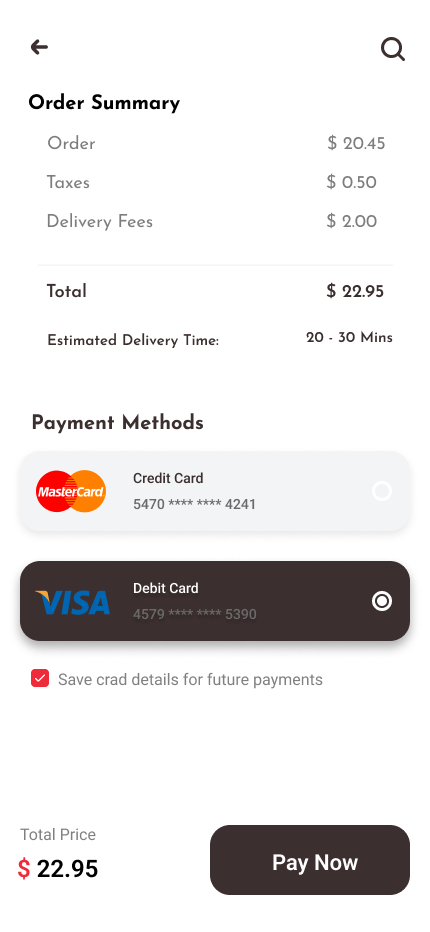 Order Summary
Order $ 20.45
Taxes $ 0.50
Delivery Fees $ 2.00
Total $ 22.95
Estimated Delivery Time: 20 - 30 Mins
Payment Methods
MasterCard
Credit Card
5470 **** **** 4241
VISA
Debit Card
4579 **** **** 5390
Save crad details for future payments
Total Price
$ 22.95
Pay Now